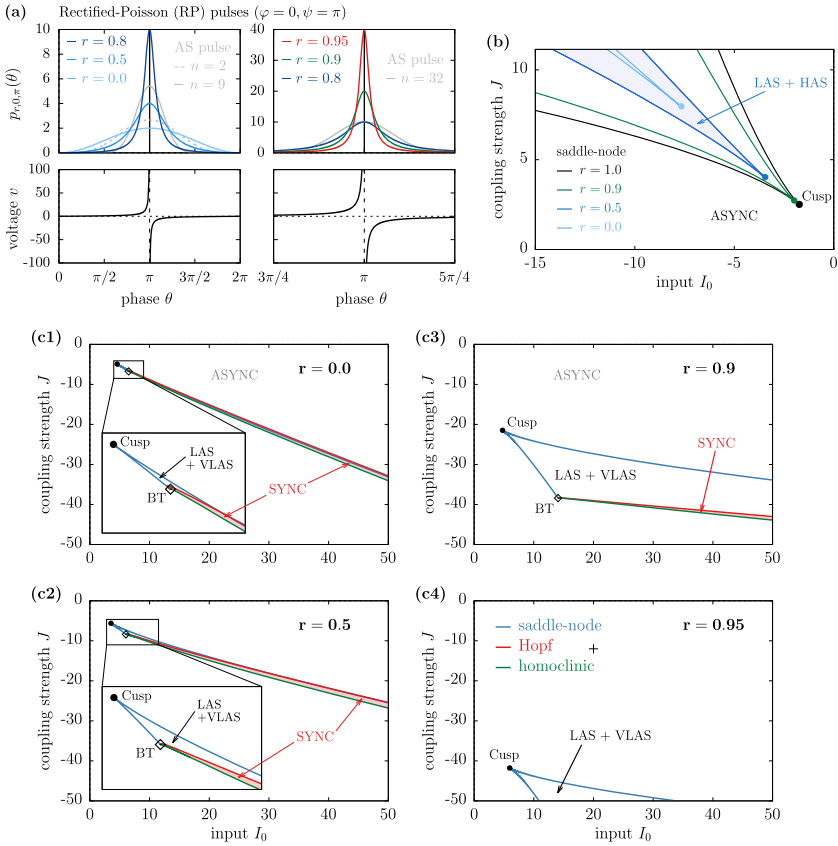 (a) Rectified-Poisson (RP) pulses (φ = 0, ψ = π)
p_{r,0,π}(θ)
10
8
6
4
2
0
r = 0.8
r = 0.5
r = 0.0
AS pulse
n = 2
n = 9
40
30
20
10
0
r = 0.95
r = 0.9
r = 0.8
AS pulse
n = 32
voltage v
100
50
0
-50
-100
0 π/2 π 3π/2 2π
phase θ
3π/4 π 5π/4
phase θ
(b)
coupling strength J
10
5
0
LAS + HAS
saddle-node
r = 1.0
r = 0.9
r = 0.5
r = 0.0
ASYNC
Cusp
-15 -10 -5 0
input I0
(c1)
coupling strength J
0 10 20 30 40 50
0
-10
-20
-30
-40
-50
ASYNC
r = 0.0
Cusp
LAS
+ VLAS
BT
SYNC
(c3)
coupling strength J
0
-10
-20
-30
-40
-50
0 10 20 30 40 50
ASYNC
r = 0.9
Cusp
SYNC
LAS + VLAS
BT
(c2)
coupling strength J
0
-10
-20
-30
-40
-50
r = 0.5
Cusp
LAS
+VLAS
BT
SYNC
0 10 20 30 40 50
input I0
(c4)
coupling strength J
0
-10
-20
-30
-40
-50
saddle-node
Hopf
homoclinic
+
r = 0.95
LAS + VLAS
Cusp
0 10 20 30 40 50
input I0